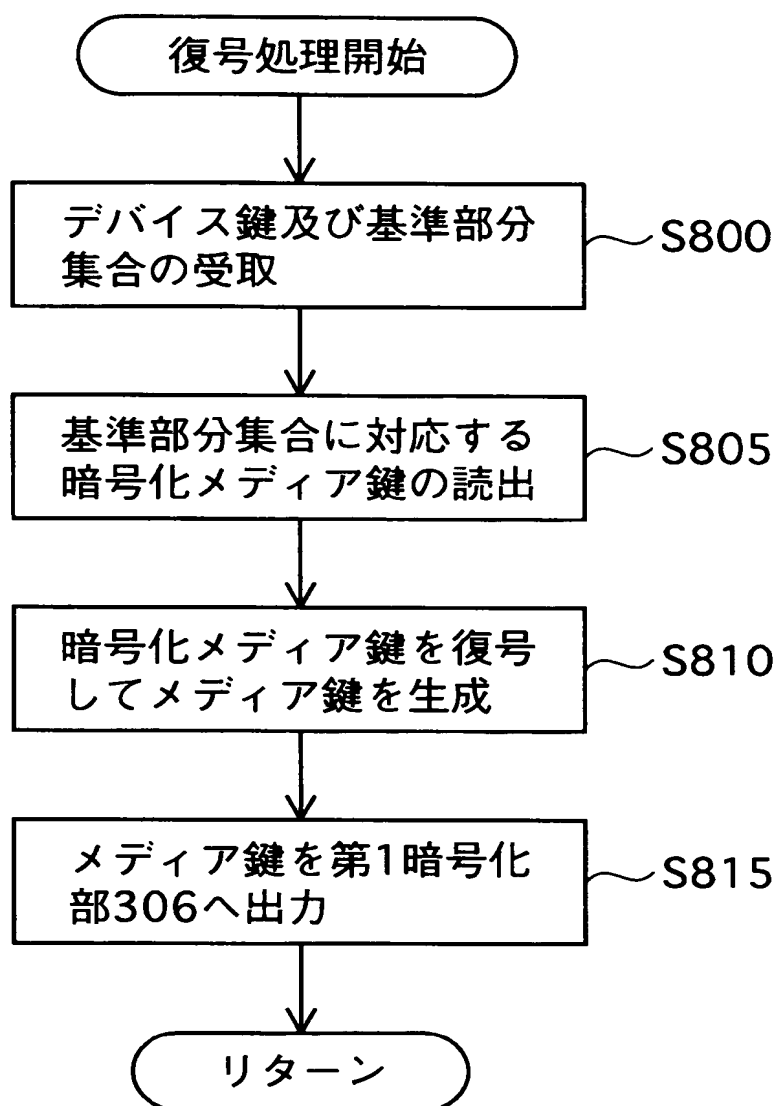 復号処理開始
デバイス鍵及び基準部分
集合の受取
S800
基準部分集合に対応する
暗号化メディア鍵の読出
S805
暗号化メディア鍵を復号
してメディア鍵を生成
S810
メディア鍵を第1暗号化
部306へ出力
S815
リターン